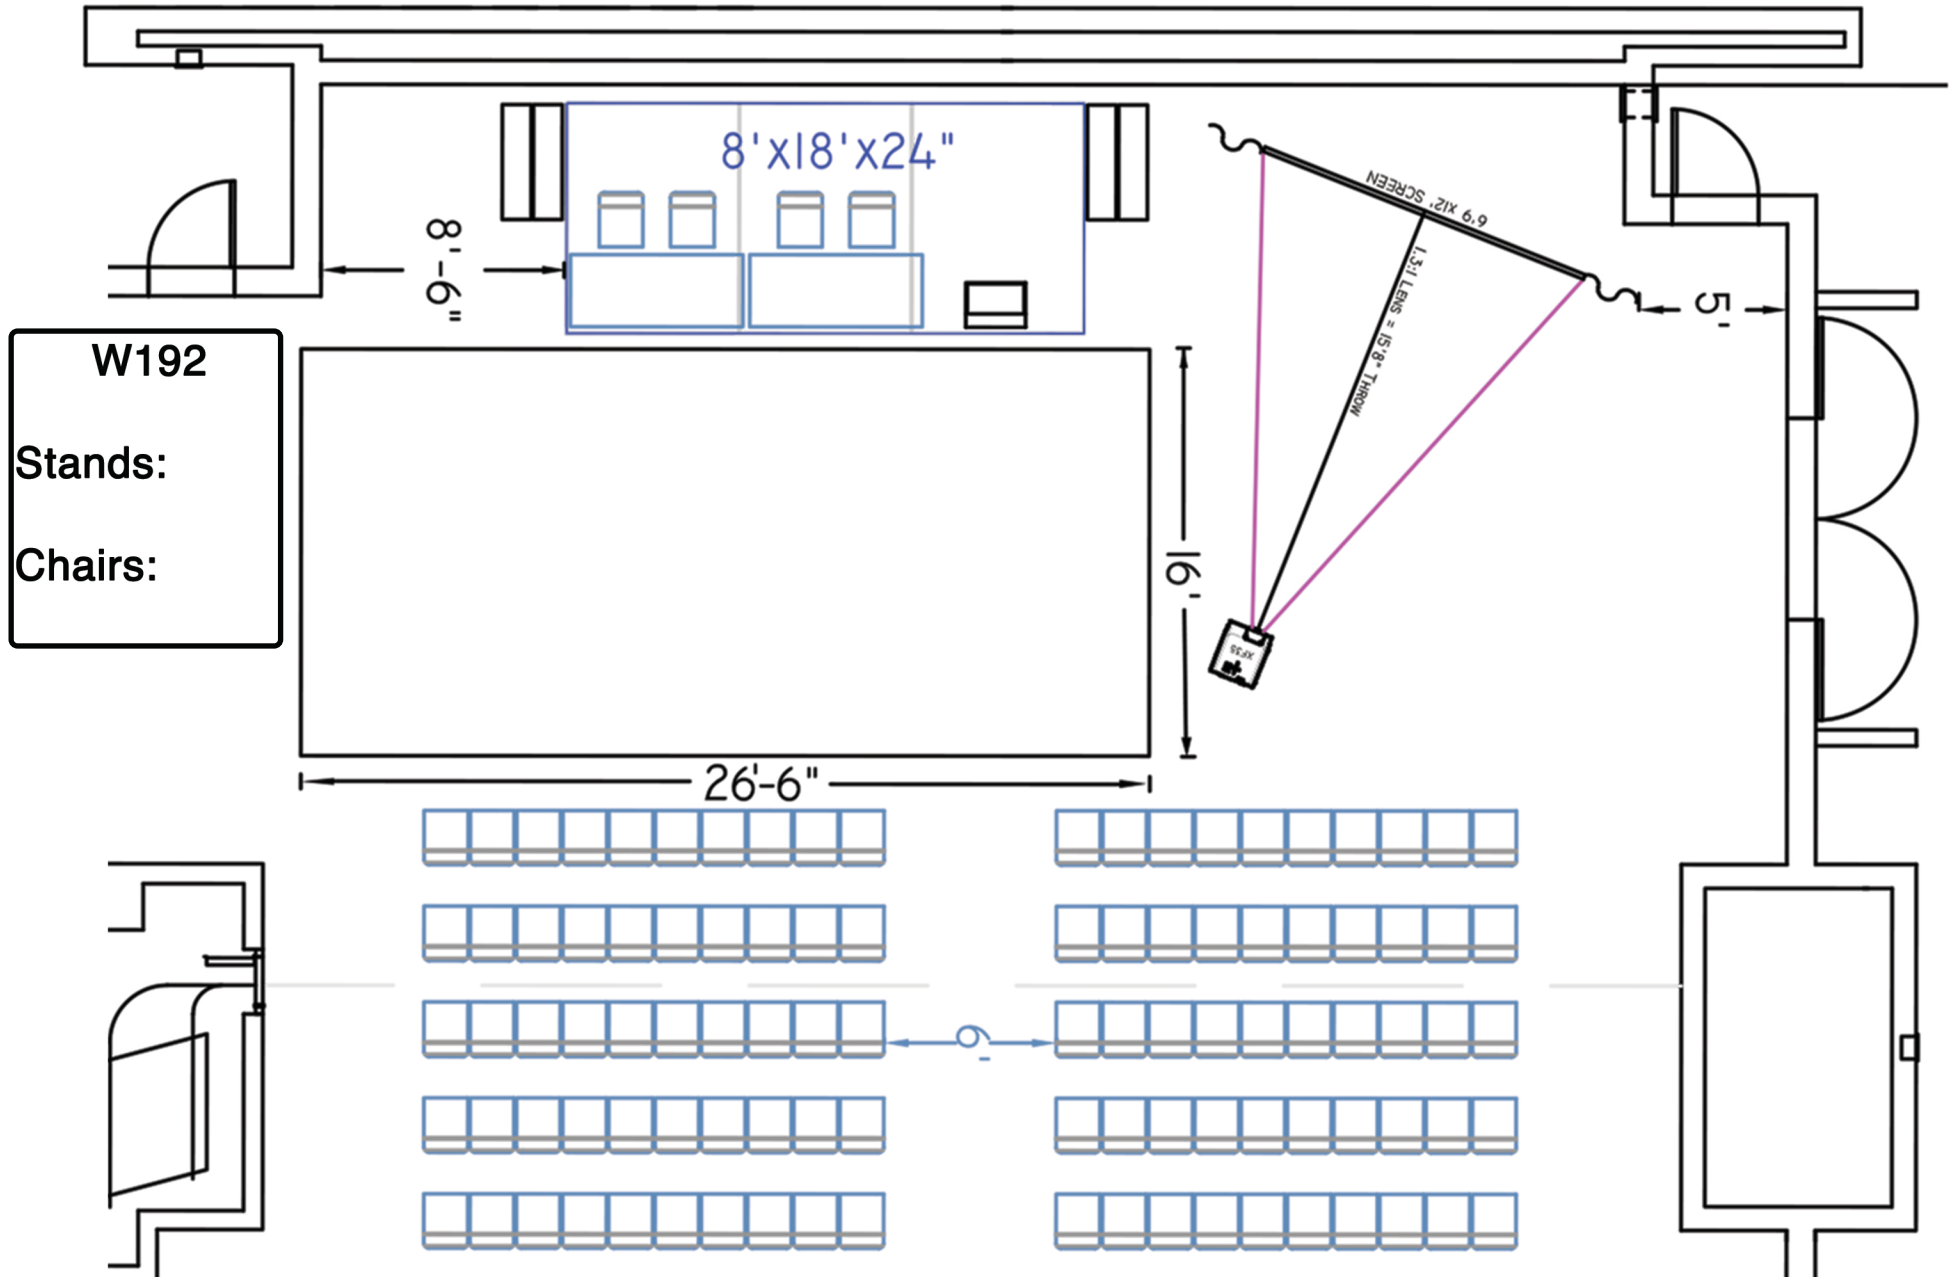 8'x18'x24"
6'9"x12' SCREEN
8'-6"
1.3:1 LENS = 15'8" THROW
5'
W192
Stands:
Chairs:
16'
XF35
26'-6"
6'